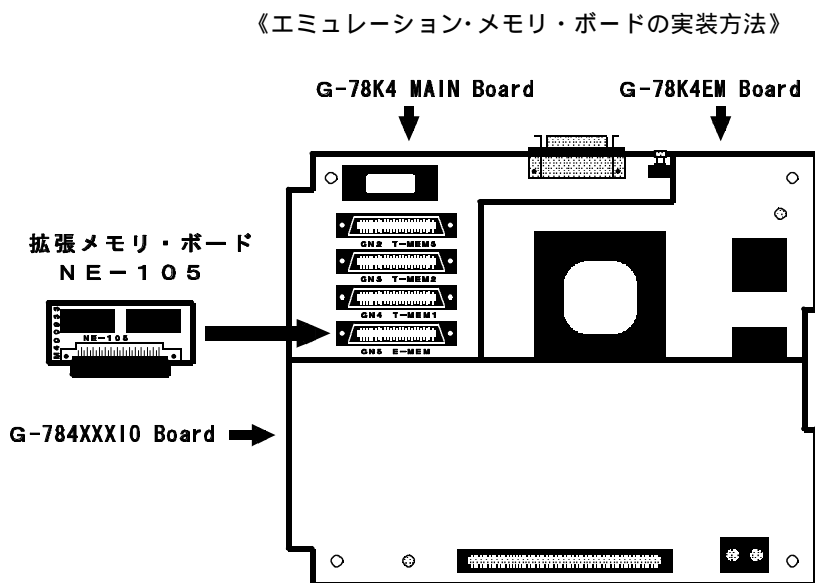 《エミュレーション・メモリ・ボードの実装方法》
G-78K4 MAIN Board
G-78K4EM Board
拡張メモリ・ボード
NE-105
CN2 T-MEM3
CN3 T-MEM2
CN4 T-MEM1
CN5 E-MEM
NE-105
G-784XXXIO Board